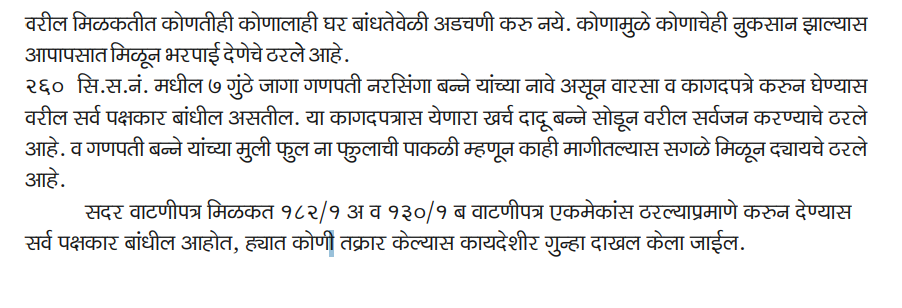 वरील मिळकतीत कोणतीही कोणालाही घर बांधतेवेळी अडचणी करु नये. कोणामुळे कोणाचेही नुकसान झाल्यास
आपापसात मिळून भरपाई देणेचे ठरले आहे.
२६० सि.स.नं. मधील ७ गुंठे जागा गणपती नरसिंगा बन्ने यांच्या नावे असून वारसा व कागदपत्रे करुन घेण्यास
वरील सर्व पक्षकार बांधील असतील. या कागदपत्रास येणारा खर्च दादू बन्ने सोडून वरील सर्वजन करण्याचे ठरले
आहे. व गणपती बन्ने यांच्या मुली फुल ना फुलाची पाकळी म्हणून काही मागीतल्यास सगळे मिळून द्यायचे ठरले
आहे.
सदर वाटणीपत्र मिळकत १८२/१ अ व १३०/१ ब वाटणीपत्र एकमेकांस ठरल्याप्रमाणे करुन देण्यास
सर्व पक्षकार बांधील आहोत, ह्यात कोणी तक्रार केल्यास कायदेशीर गुन्हा दाखल केला जाईल.